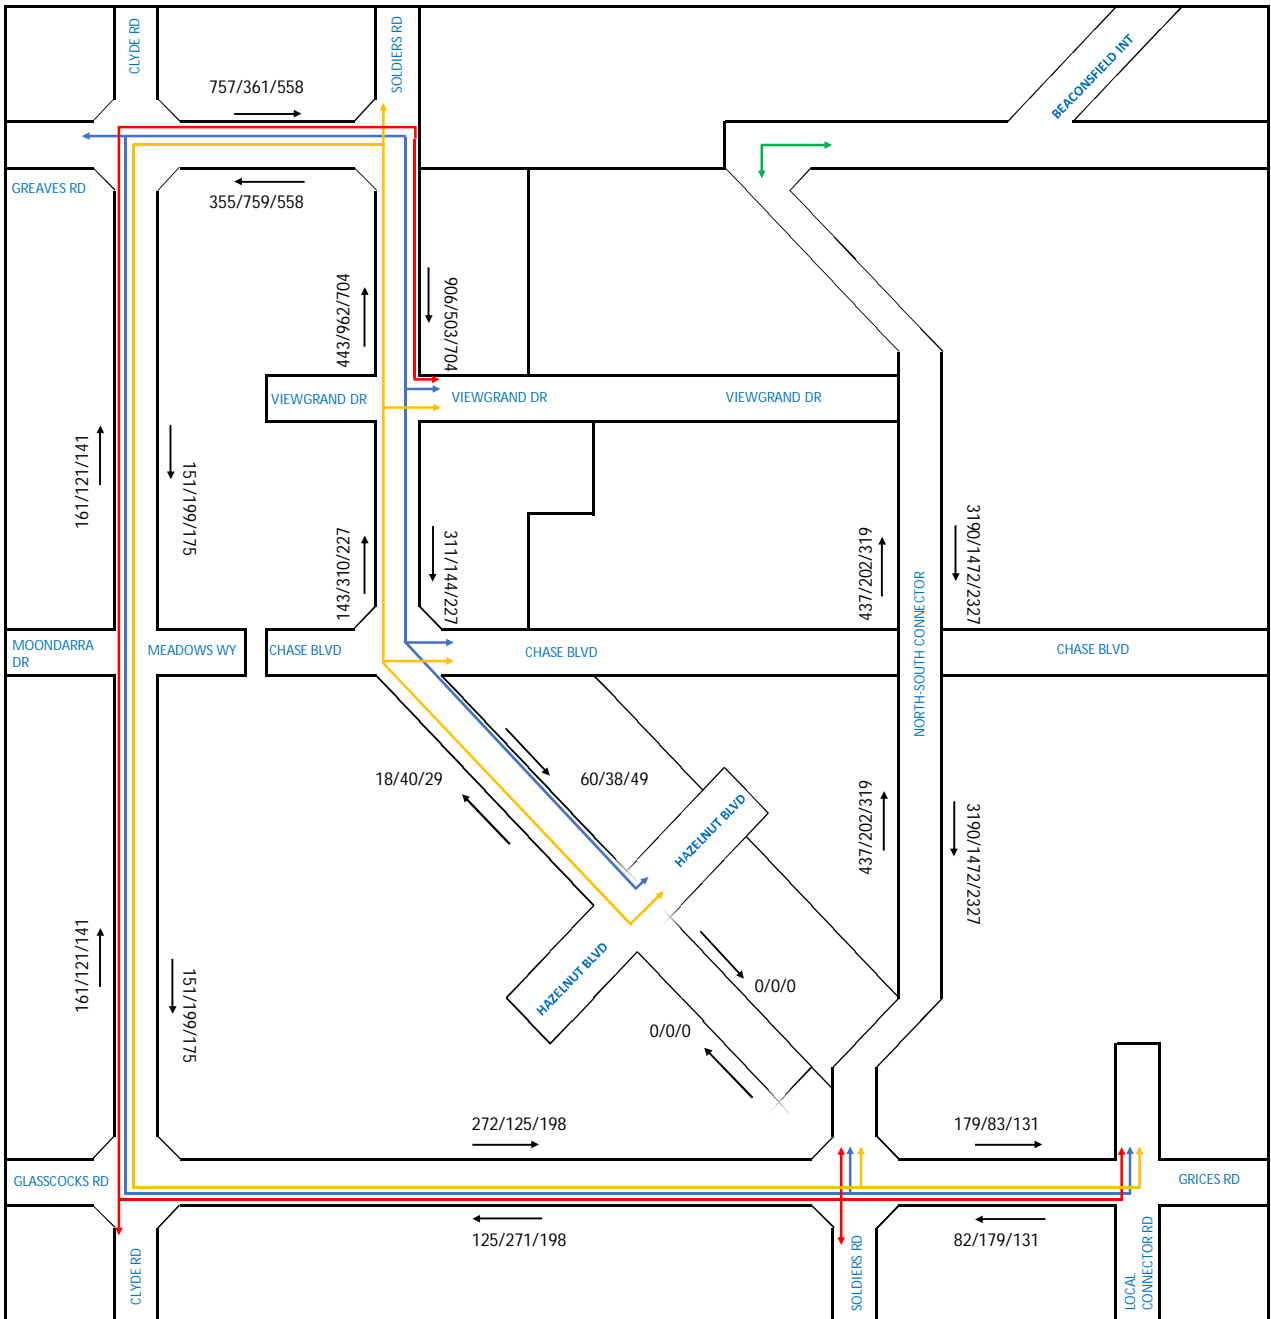 CLYDE RD
SOLDIERS RD
BEACONSFIELD INT
757/361/558
GREAVES RD
355/759/558
443/962/704
906/503/704
VIEWGRAND DR
VIEWGRAND DR
VIEWGRAND DR
161/121/141
151/199/175
143/310/227
311/144/227
437/202/319
3190/1472/2327
NORTH-SOUTH CONNECTOR
MOONDARRA
DR
MEADOWS WY
CHASE BLVD
CHASE BLVD
CHASE BLVD
18/40/29
60/38/49
HAZELNUT BLVD
437/202/319
3190/1472/2327
161/121/141
151/199/175
HAZELNUT BLVD
0/0/0
0/0/0
272/125/198
179/83/131
GLASSCOCKS RD
GRICES RD
125/271/198
82/179/131
CLYDE RD
SOLDIERS RD
LOCAL
CONNECTOR RD